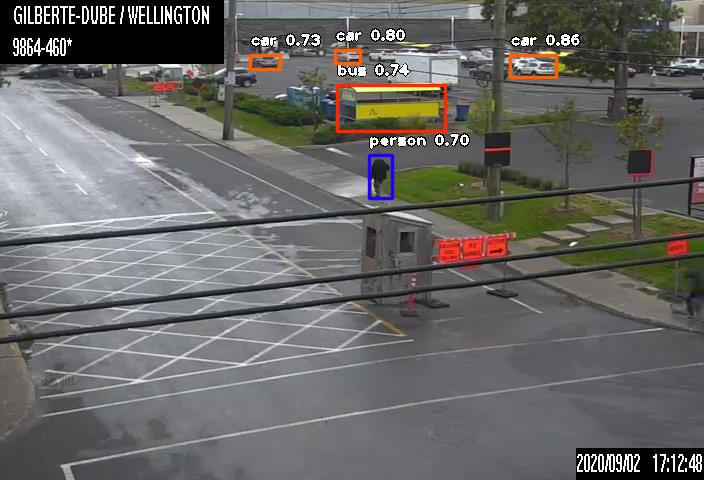 GILBERTE-DUBE / WELLINGTON
9864-460*
car 0.73
car 0.80
car 0.86
bus 0.74
person 0.70
2020/09/02 17:12:48